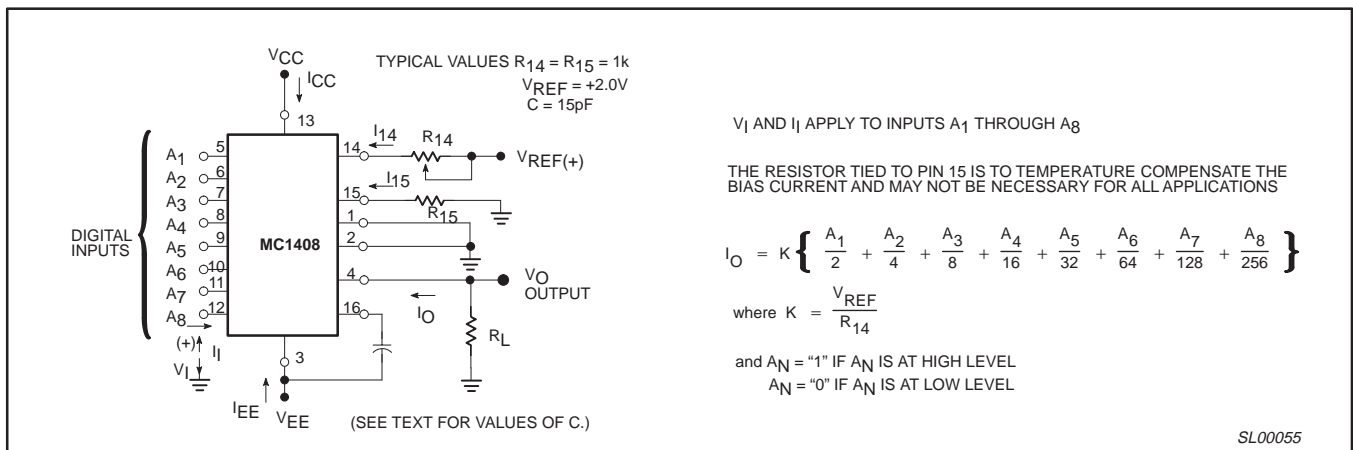 VCC
ICC
TYPICAL VALUES R14 = R15 = 1k
VREF = +2.0V
C = 15pF
13
DIGITAL
INPUTS
A1 5
A2 6
A3 7
A4 8
A5 9
A6 10
A7 11
A8 12
MC1408
14
I14
R14
VREF(+)
15
I15
R15
1
2
4
VO
OUTPUT
16
IO
RL
(+)
II
VI
3
IEE
VEE
(SEE TEXT FOR VALUES OF C.)
VI AND II APPLY TO INPUTS A1 THROUGH A8
THE RESISTOR TIED TO PIN 15 IS TO TEMPERATURE COMPENSATE THE
BIAS CURRENT AND MAY NOT BE NECESSARY FOR ALL APPLICATIONS
IO = K { A1/2 + A2/4 + A3/8 + A4/16 + A5/32 + A6/64 + A7/128 + A8/256 }
where K = VREF/R14
and AN = “1” IF AN IS AT HIGH LEVEL
AN = “0” IF AN IS AT LOW LEVEL
SL00055